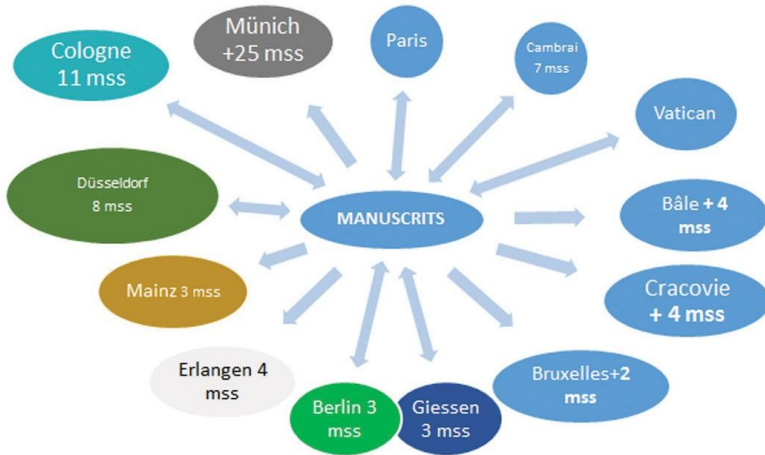 Cologne
11 mss
Münich
+25 mss
Paris
Cambrai
7 mss
Vatican
Düsseldorf
8 mss
MANUSCRITS
Bâle + 4
mss
Mainz 3 mss
Cracovie
+ 4 mss
Erlangen 4
mss
Berlin 3
mss
Giessen
3 mss
Bruxelles+2
mss